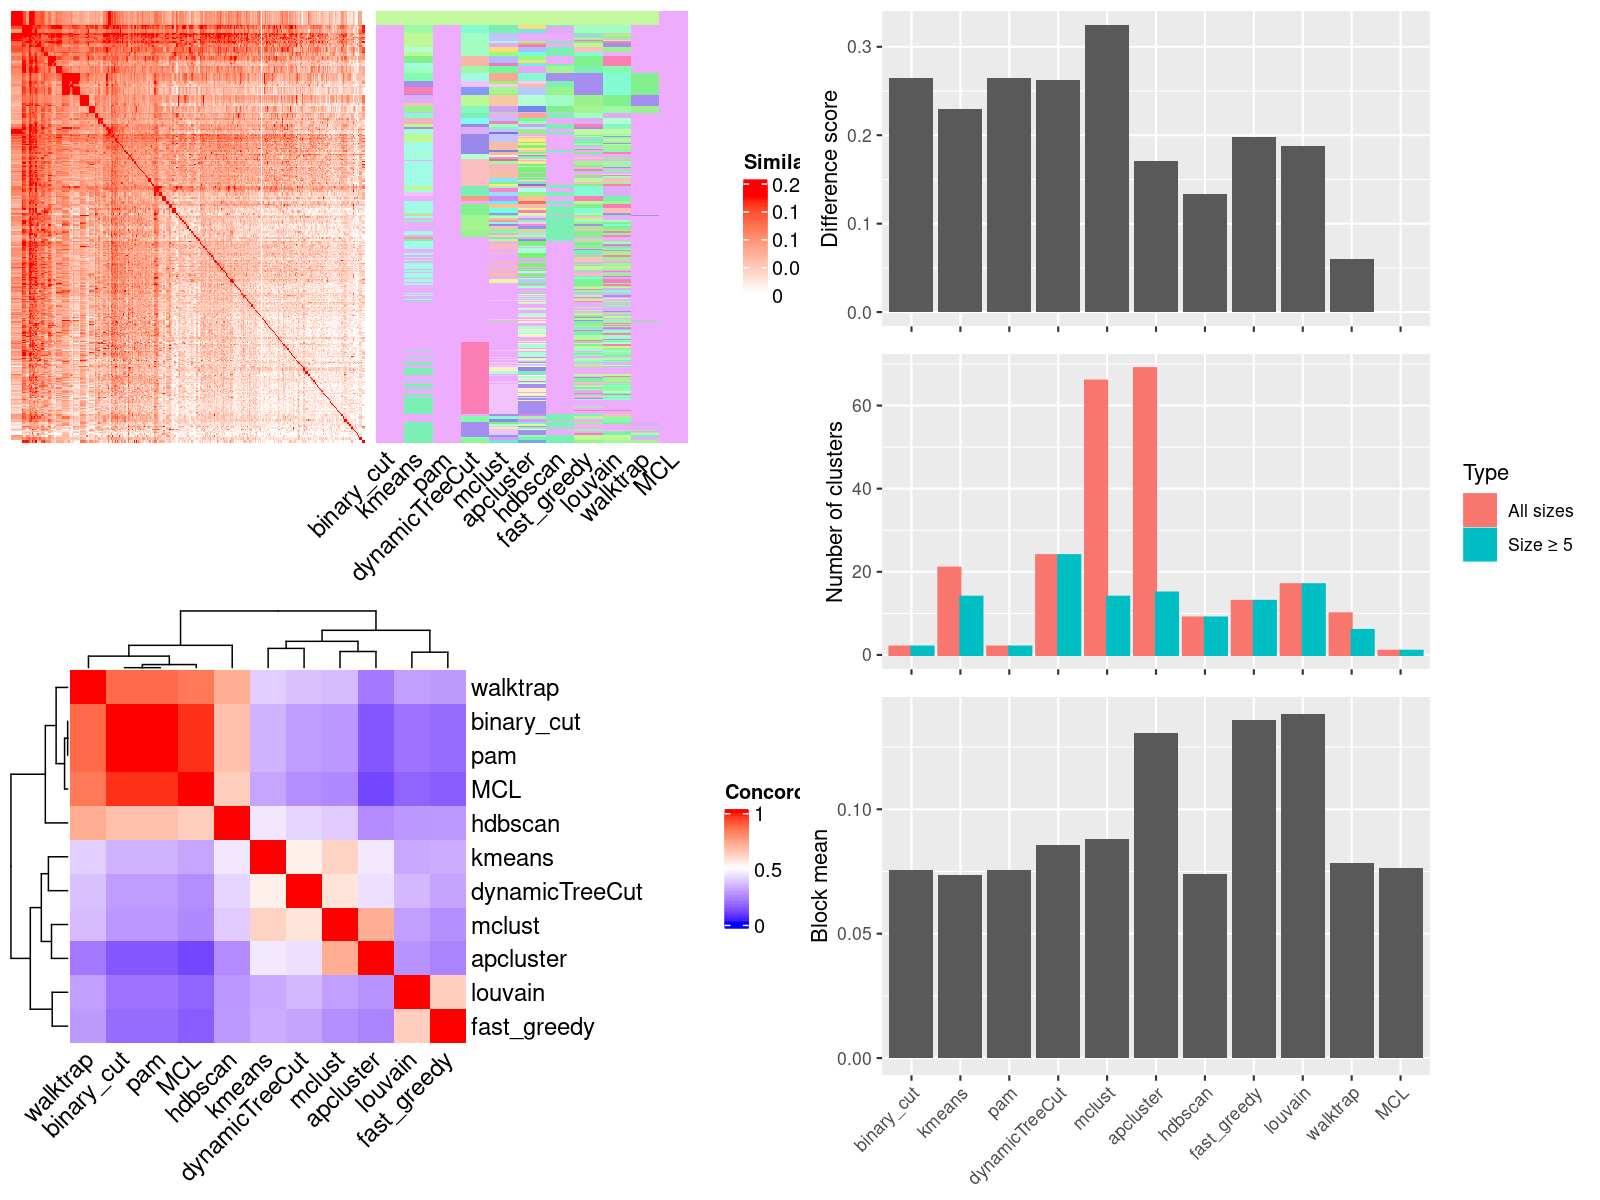 Simila
0.2
0.1
0.1
0.0
0
binary_cut
kmeans
pam
dynamicTreeCut
mclust
apcluster
hdbscan
fast_greedy
louvain
walktrap
MCL
walktrap
binary_cut
pam
MCL
hdbscan
kmeans
dynamicTreeCut
mclust
apcluster
louvain
fast_greedy
walktrap
binary_cut
pam
MCL
hdbscan
kmeans
dynamicTreeCut
mclust
apcluster
louvain
fast_greedy
Concord
1
0.5
0
Difference score
0.3
0.2
0.1
0.0
Number of clusters
60
40
20
0
Type
All sizes
Size ≥ 5
Block mean
0.10
0.05
0.00
binary_cut
kmeans
pam
dynamicTreeCut
mclust
apcluster
hdbscan
fast_greedy
louvain
walktrap
MCL